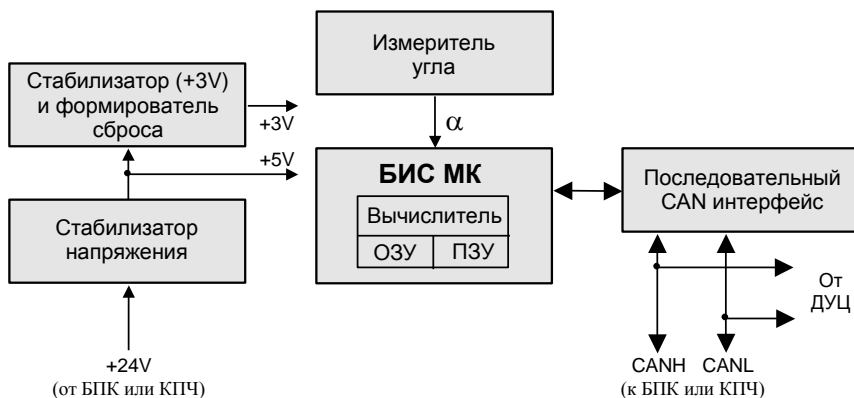 Измеритель
угла
Стабилизатор (+3V)
и формирователь
сброса
+3V
α
+5V
БИС МК
Вычислитель
ОЗУ ПЗУ
Последовательный
CAN интерфейс
Стабилизатор
напряжения
От
ДУЦ
+24V
(от БПК или КПЧ)
CANH CANL
(к БПК или КПЧ)